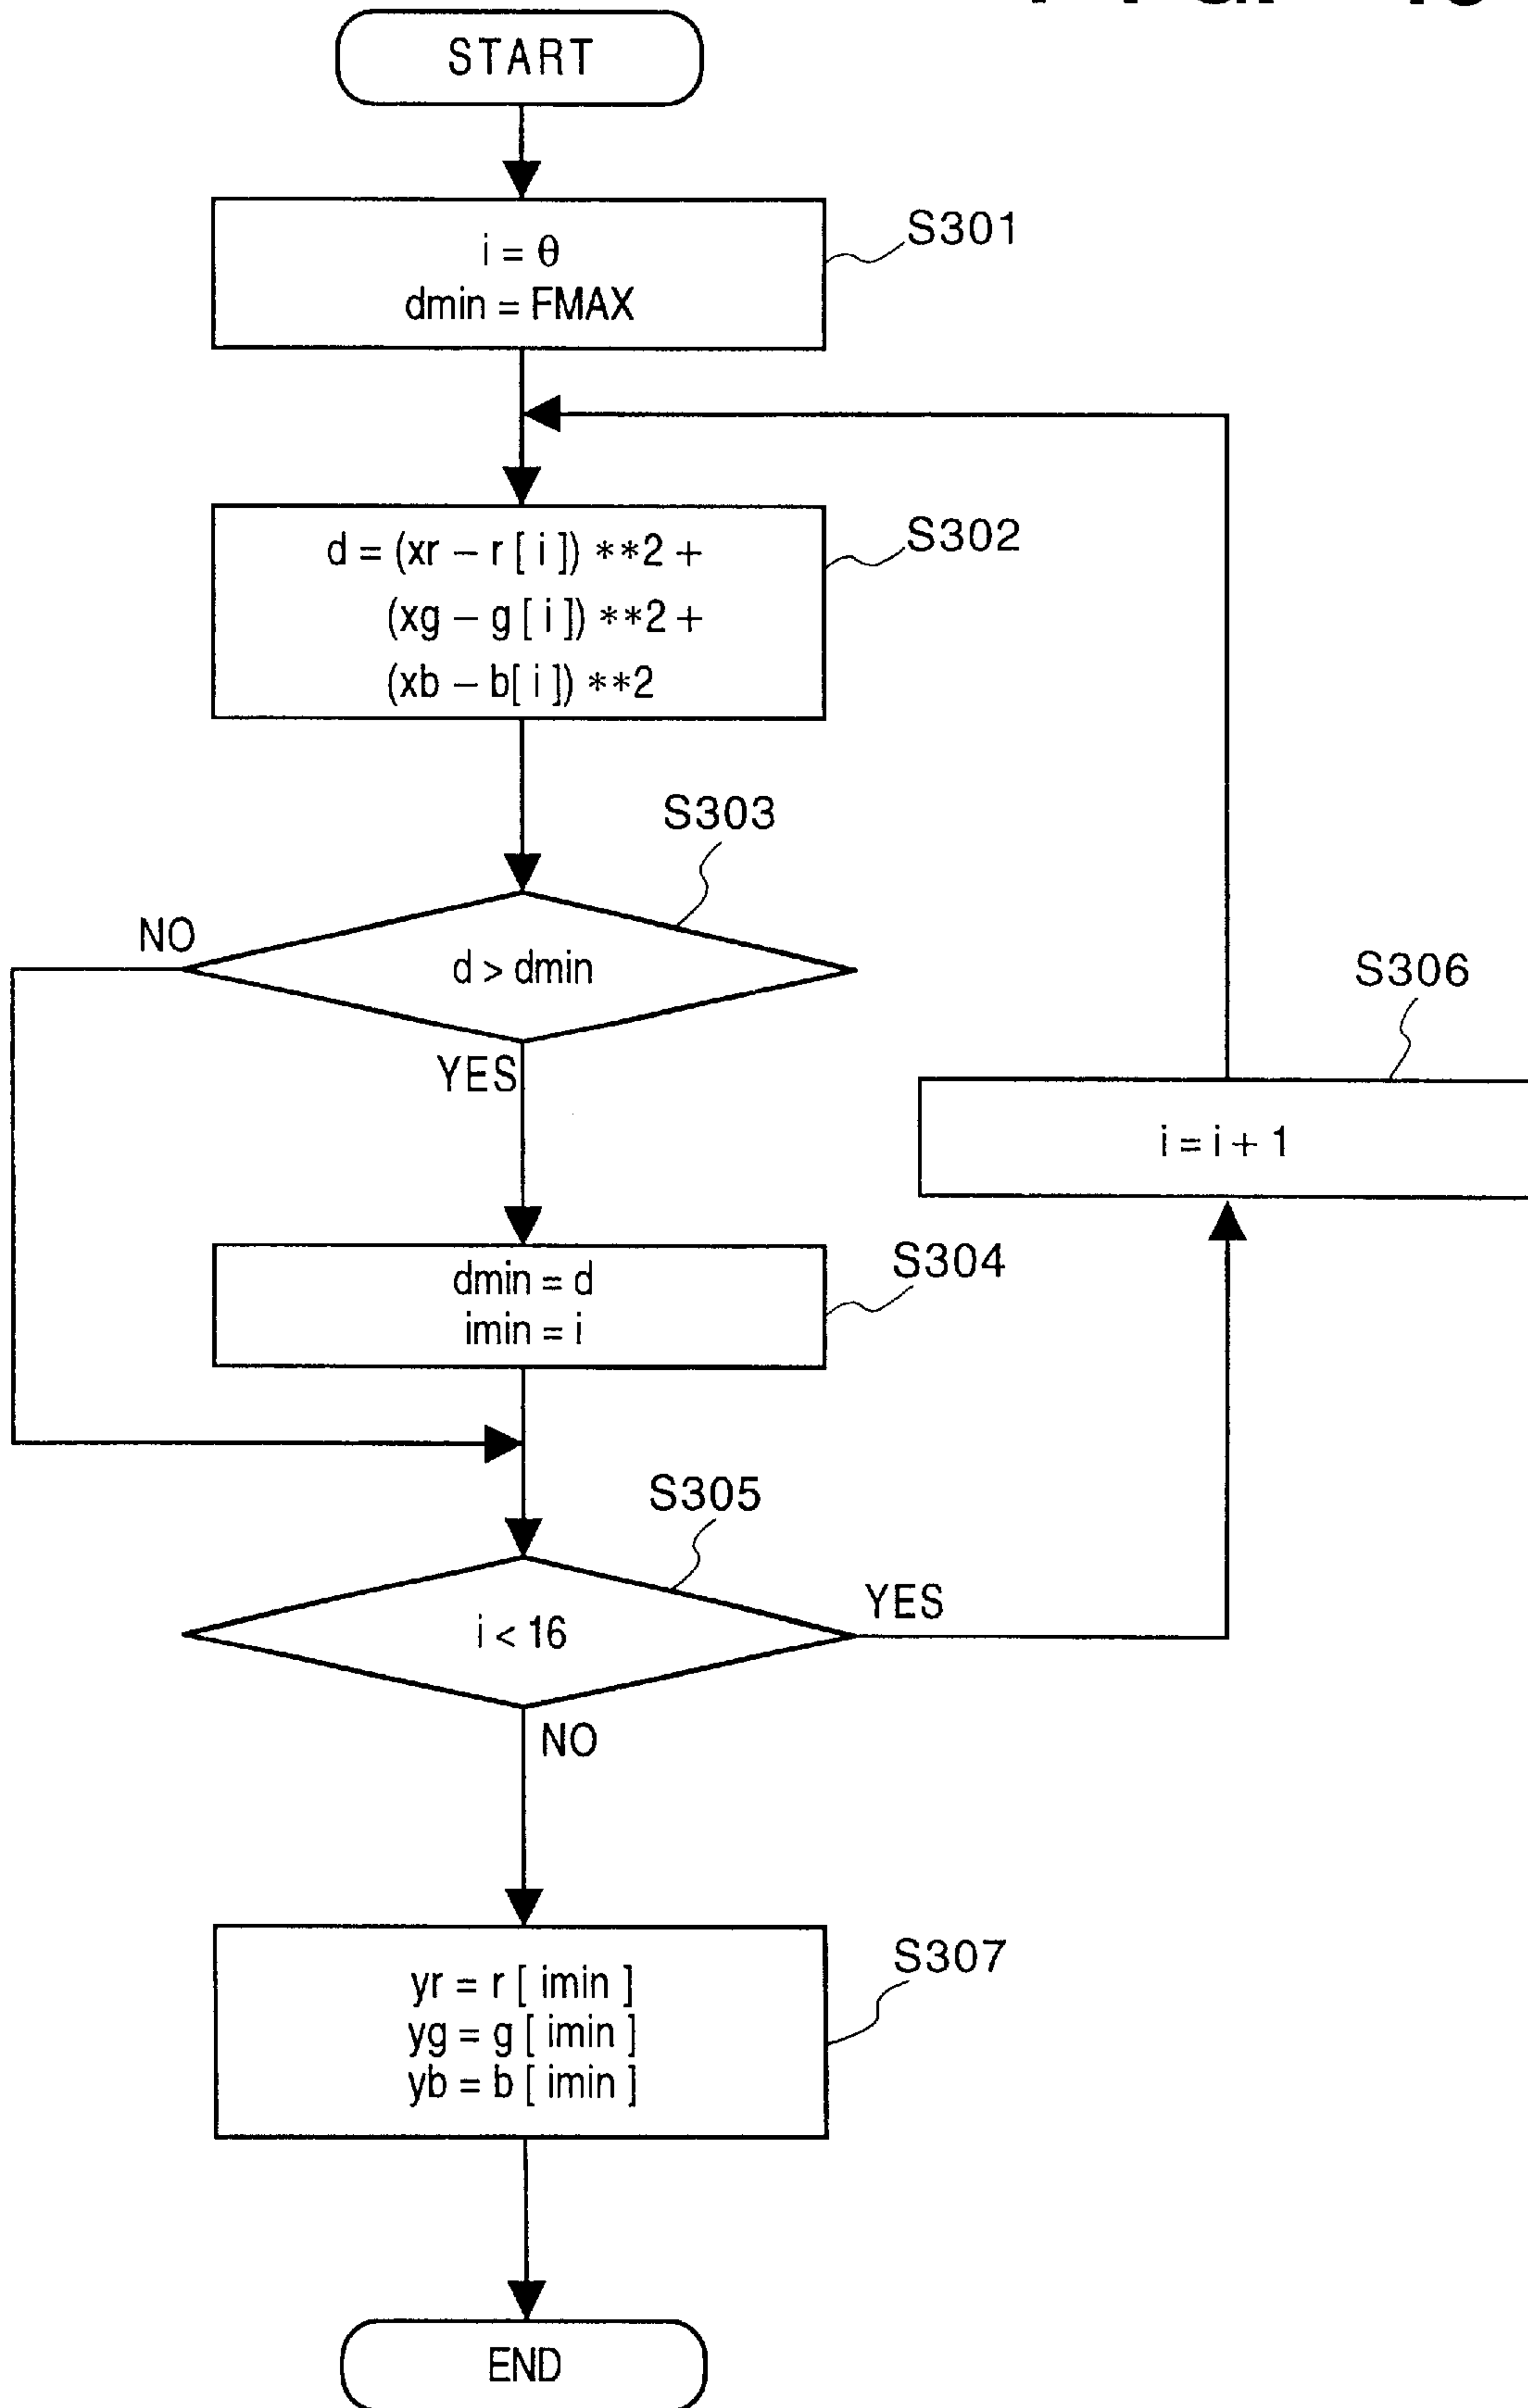 START
i = θ
dmin = FMAX
S301
d = (xr – r [ i ]) **2 +
(xg – g [ i ]) **2 +
(xb – b[ i ]) **2
S302
S303
NO
d > dmin
YES
S306
i = i + 1
dmin = d
imin = i
S304
S305
i < 16
YES
NO
yr = r [ imin ]
yg = g [ imin ]
yb = b [ imin ]
S307
END